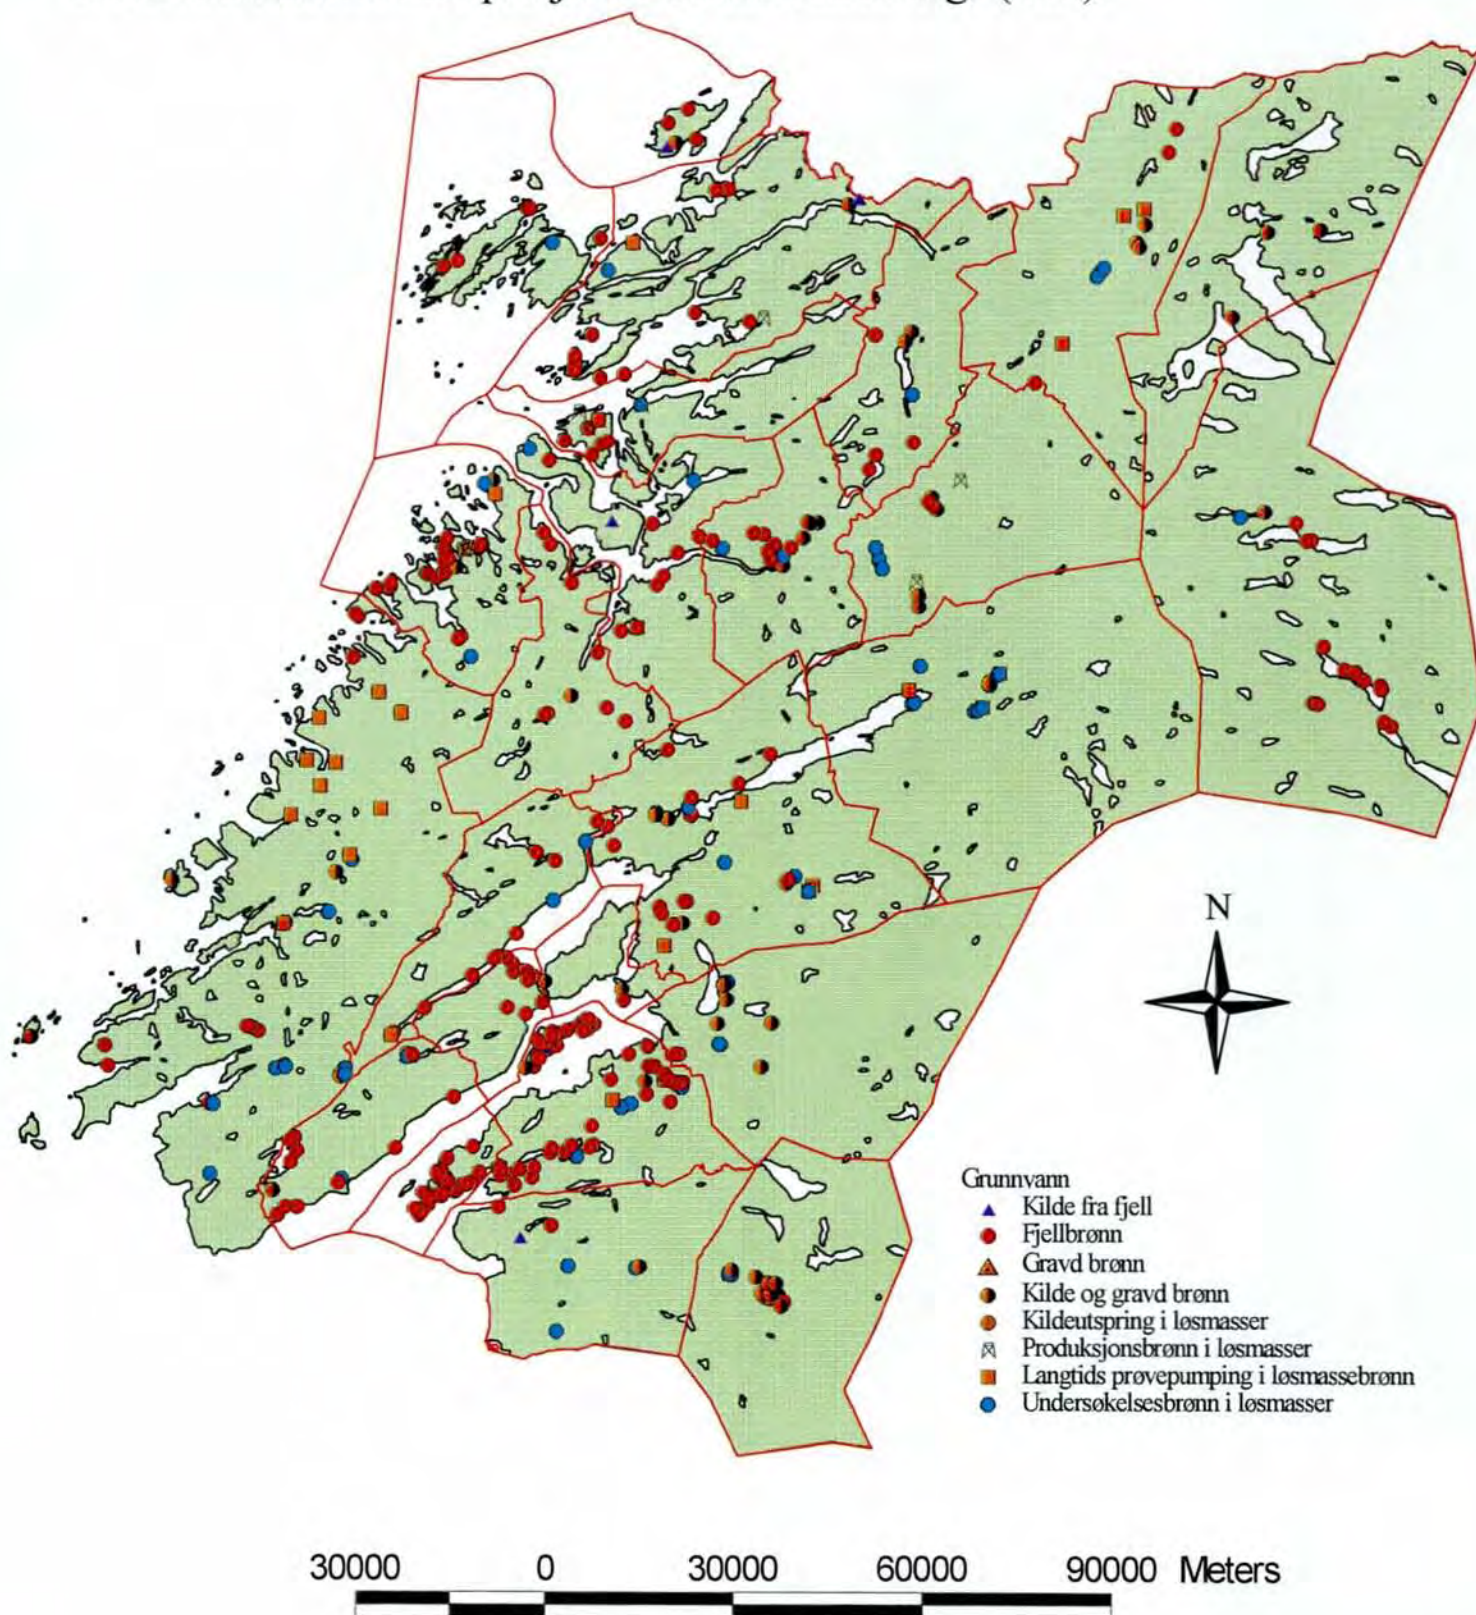 N
Grunnvann
Kilde fra fjell
Fjellbrønn
Gravd brønn
Kilde og gravd brønn
Kildeutspring i løsmasser
Produksjonsbrønn i løsmasser
Langtids prøvepumping i løsmassebrønn
Undersøkelsesbrønn i løsmasser
30000 0 30000 60000 90000 Meters